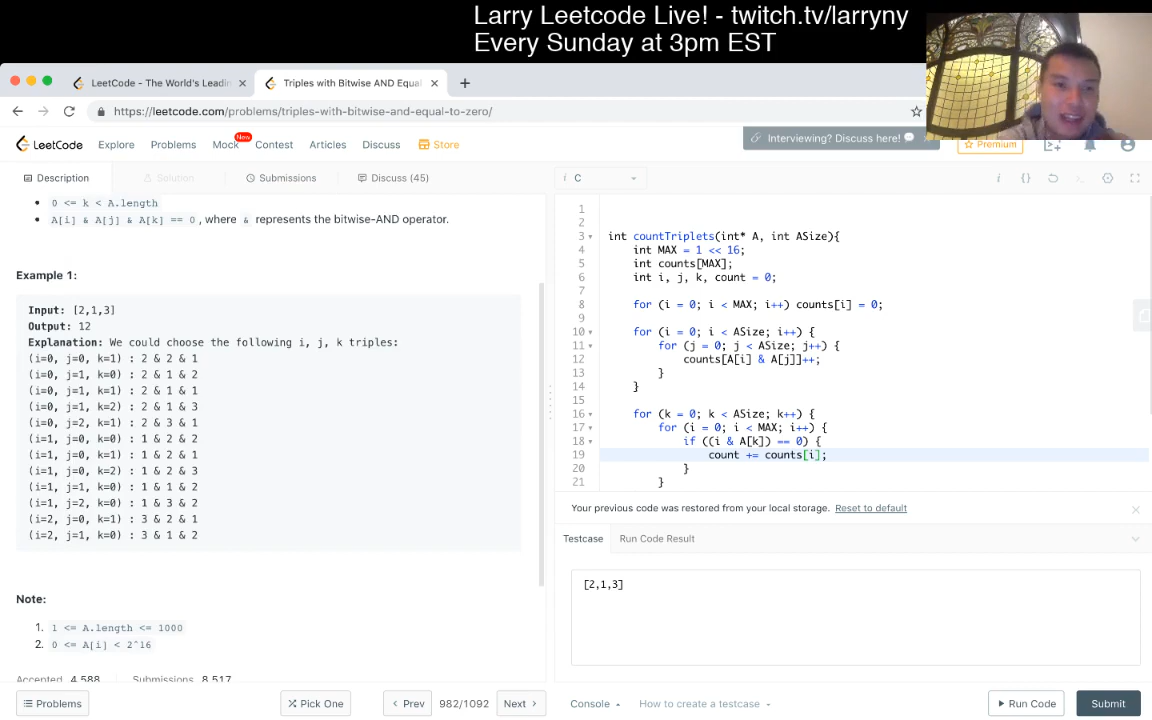 Larry Leetcode Live! - twitch.tv/larryny
Every Sunday at 3pm EST
LeetCode - The World's Leadin
Triples with Bitwise AND Equal
https://leetcode.com/problems/triples-with-bitwise-and-equal-to-zero/
LeetCode Explore Problems Mock New Contest Articles Discuss Store
Interviewing? Discuss here!
Premium
Description Solution Submissions Discuss (45)
i C
0 <= k < A.length
A[i] & A[j] & A[k] == 0, where & represents the bitwise-AND operator.
Example 1:
Input: [2,1,3]
Output: 12
Explanation: We could choose the following i, j, k triples:
(i=0, j=0, k=1) : 2 & 2 & 1
(i=0, j=1, k=0) : 2 & 1 & 2
(i=0, j=1, k=1) : 2 & 1 & 1
(i=0, j=1, k=2) : 2 & 1 & 3
(i=0, j=2, k=1) : 2 & 3 & 1
(i=1, j=0, k=0) : 1 & 2 & 2
(i=1, j=0, k=1) : 1 & 2 & 1
(i=1, j=0, k=2) : 1 & 2 & 3
(i=1, j=1, k=0) : 1 & 1 & 2
(i=1, j=2, k=0) : 1 & 3 & 2
(i=2, j=0, k=1) : 3 & 2 & 1
(i=2, j=1, k=0) : 3 & 1 & 2
Note:
1. 1 <= A.length <= 1000
2. 0 <= A[i] < 2^16
Accepted 4,588 Submissions 8,517
1
2
3 int countTriplets(int* A, int ASize){
4 int MAX = 1 << 16;
5 int counts[MAX];
6 int i, j, k, count = 0;
7
8 for (i = 0; i < MAX; i++) counts[i] = 0;
9
10 for (i = 0; i < ASize; i++) {
11 for (j = 0; j < ASize; j++) {
12 counts[A[i] & A[j]]++;
13 }
14 }
15
16 for (k = 0; k < ASize; k++) {
17 for (i = 0; i < MAX; i++) {
18 if ((i & A[k]) == 0) {
19 count += counts[i];
20 }
21 }
Your previous code was restored from your local storage. Reset to default
Testcase Run Code Result
[2,1,3]
Problems Pick One Prev 982/1092 Next Console How to create a testcase Run Code Submit